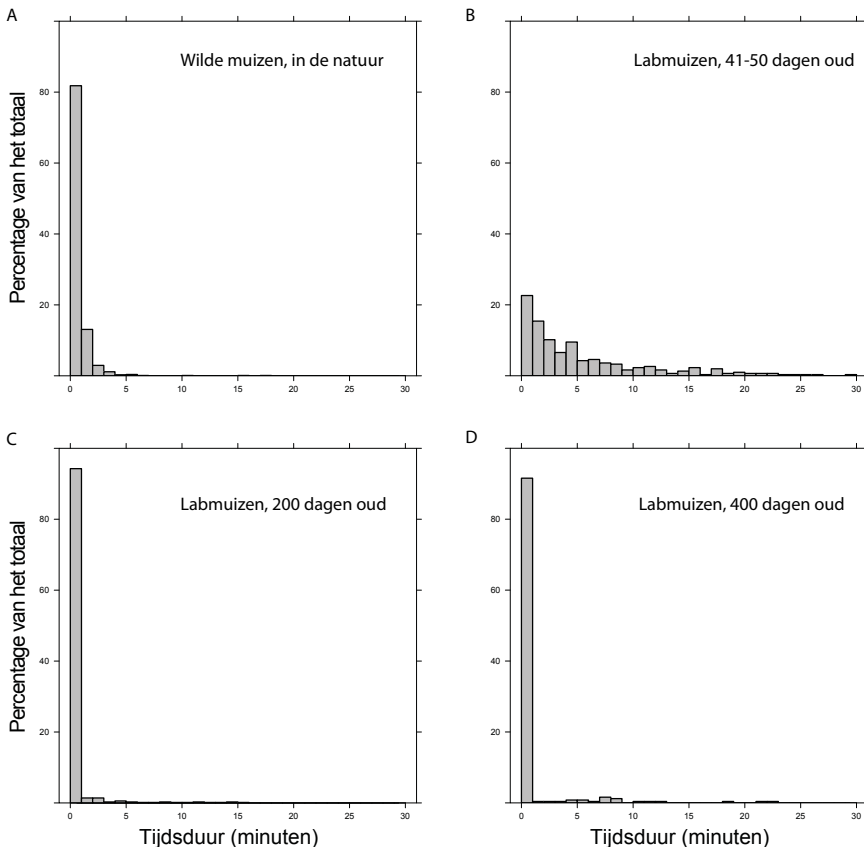 A
Wilde muizen, in de natuur
Percentage van het totaal
80
60
40
20
0 5 10 15 20 25 30
B
Labmuizen, 41-50 dagen oud
80
60
40
20
0 5 10 15 20 25 30
C
Labmuizen, 200 dagen oud
Percentage van het totaal
80
60
40
20
0 5 10 15 20 25 30
Tijdsduur (minuten)
D
Labmuizen, 400 dagen oud
80
60
40
20
0 5 10 15 20 25 30
Tijdsduur (minuten)